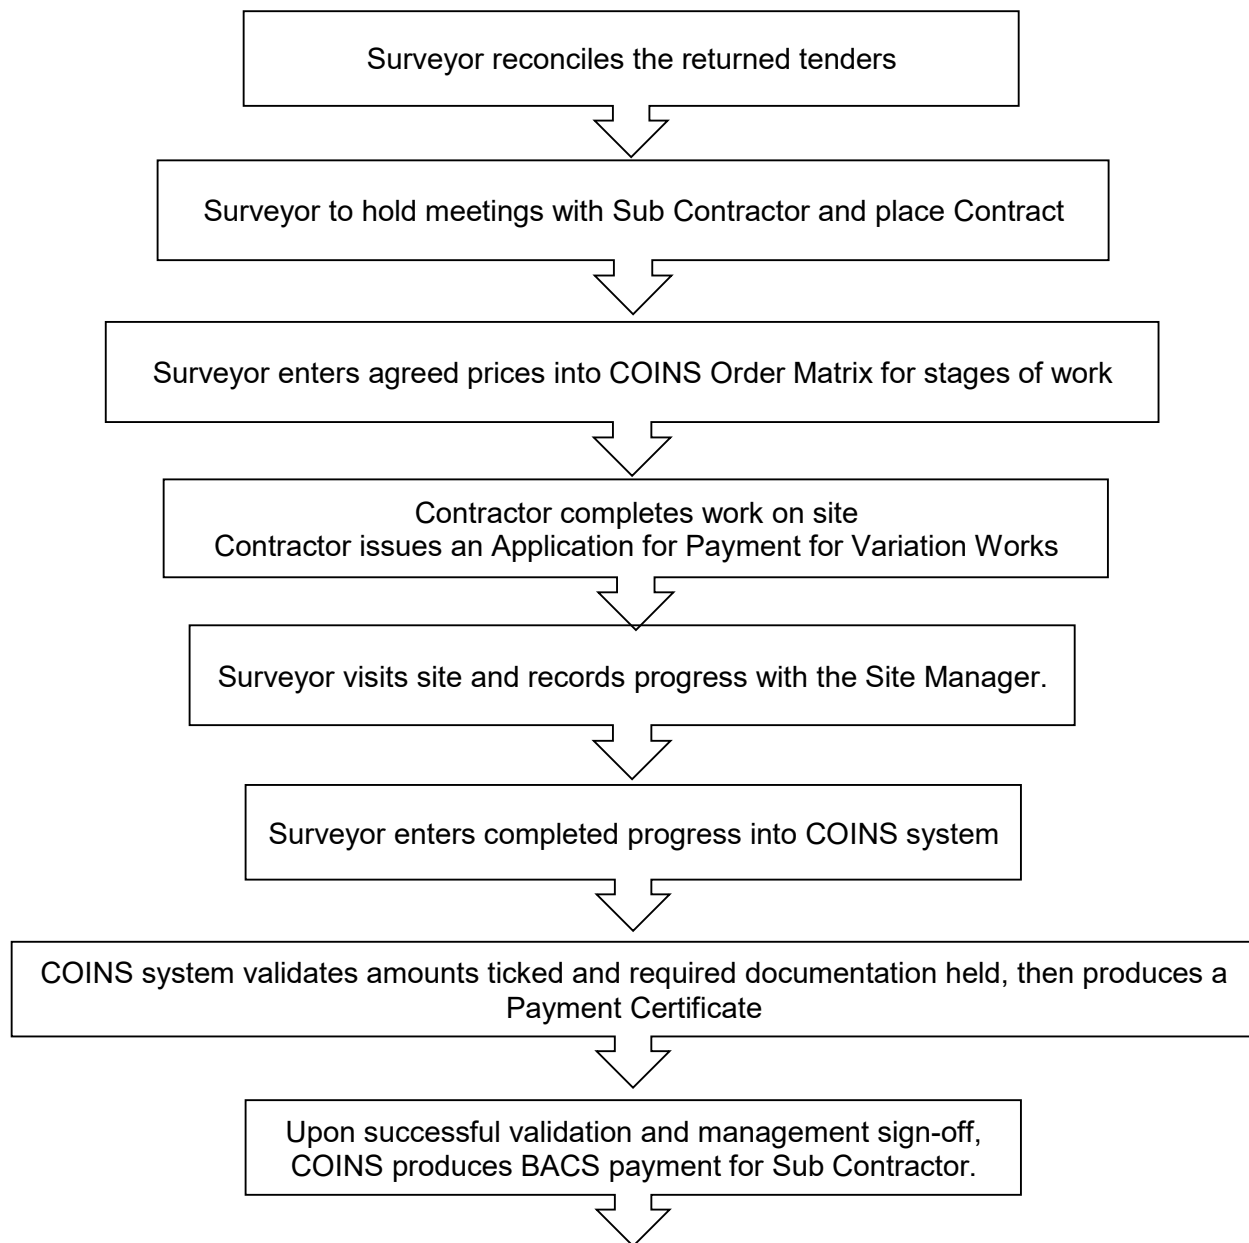 Surveyor reconciles the returned tenders
Surveyor to hold meetings with Sub Contractor and place Contract
Surveyor enters agreed prices into COINS Order Matrix for stages of work
Contractor completes work on site
Contractor issues an Application for Payment for Variation Works
Surveyor visits site and records progress with the Site Manager.
Surveyor enters completed progress into COINS system
COINS system validates amounts ticked and required documentation held, then produces a
Payment Certificate
Upon successful validation and management sign-off,
COINS produces BACS payment for Sub Contractor.